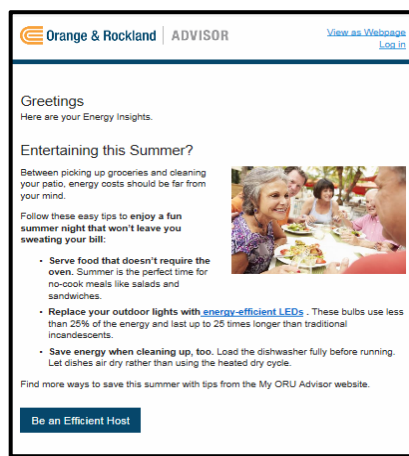 Orange & Rockland | ADVISOR
View as Webpage
Log in
Greetings
Here are your Energy Insights.
Entertaining this Summer?
Between picking up groceries and cleaning
your patio, energy costs should be far from
your mind.
Follow these easy tips to enjoy a fun
summer night that won't leave you
sweating your bill:
• Serve food that doesn't require the
oven. Summer is the perfect time for
no-cook meals like salads and
sandwiches.
• Replace your outdoor lights with energy-efficient LEDs . These bulbs use less
than 25% of the energy and last up to 25 times longer than traditional
incandescents.
• Save energy when cleaning up, too. Load the dishwasher fully before running.
Let dishes air dry rather than using the heated dry cycle.
Find more ways to save this summer with tips from the My ORU Advisor website.
Be an Efficient Host